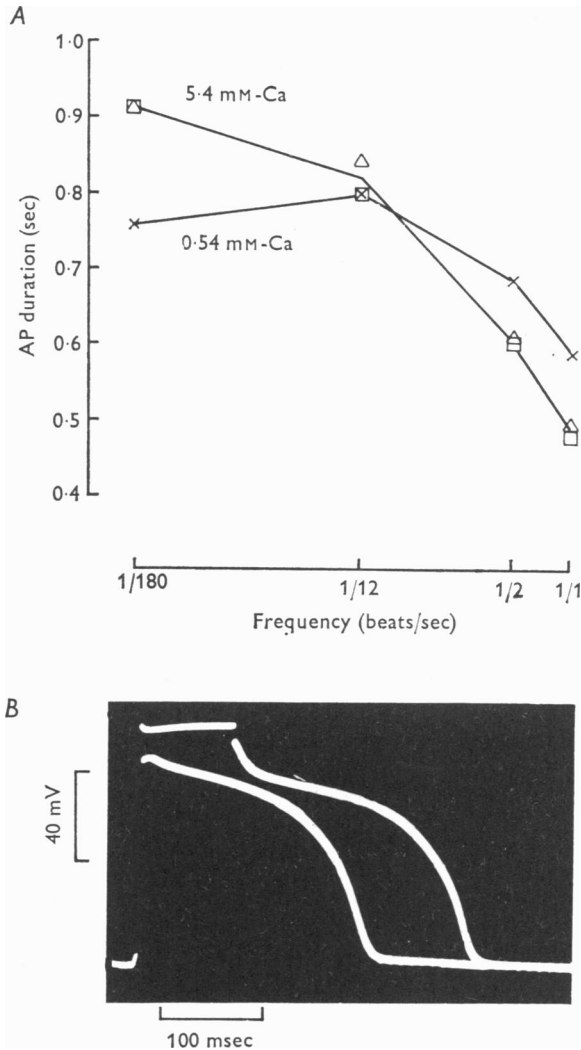 A
1·0
0·9
0·8
0·7
0·6
0·5
0·4
AP duration (sec)
5·4 mM-Ca
0·54 mM-Ca
1/180
1/12
1/2
1/1
Frequency (beats/sec)
B
40 mV
100 msec